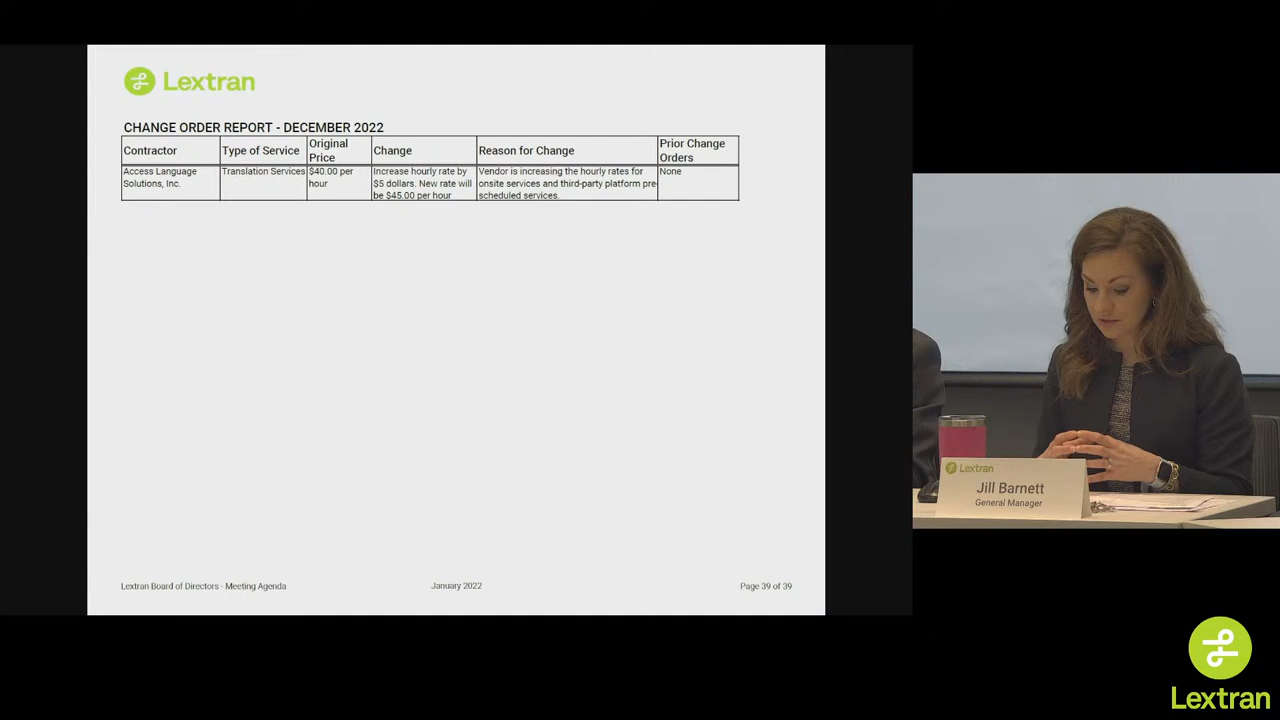 Lextran
CHANGE ORDER REPORT - DECEMBER 2022
Contractor
Type of Service
Original
Price
Change
Reason for Change
Prior Change
Orders
Access Language
Solutions, Inc.
Translation Services
$40.00 per
hour
Increase hourly rate by
$5 dollars. New rate will
be $45.00 per hour
Vendor is increasing the hourly rates for
onsite services and third-party platform pre-
scheduled services.
None
Lextran Board of Directors - Meeting Agenda
January 2022
Page 39 of 39
Lextran
Jill Barnett
General Manager
Lextran